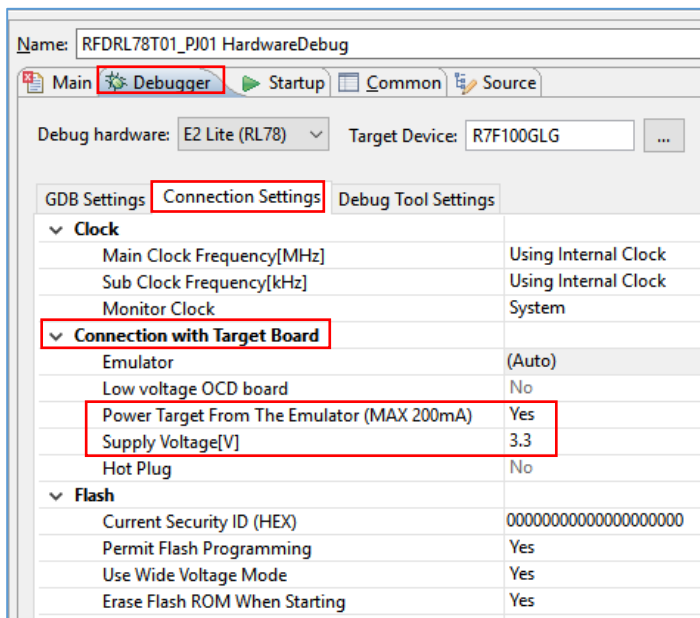 Name: RFDRL78T01_PJ01 HardwareDebug
Main Debugger Startup Common Source
Debug hardware: E2 Lite (RL78) Target Device: R7F100GLG ...
GDB Settings Connection Settings Debug Tool Settings
Clock
Main Clock Frequency[MHz] Using Internal Clock
Sub Clock Frequency[kHz] Using Internal Clock
Monitor Clock System
Connection with Target Board
Emulator (Auto)
Low voltage OCD board No
Power Target From The Emulator (MAX 200mA) Yes
Supply Voltage[V] 3.3
Hot Plug No
Flash
Current Security ID (HEX) 00000000000000000000
Permit Flash Programming Yes
Use Wide Voltage Mode Yes
Erase Flash ROM When Starting Yes